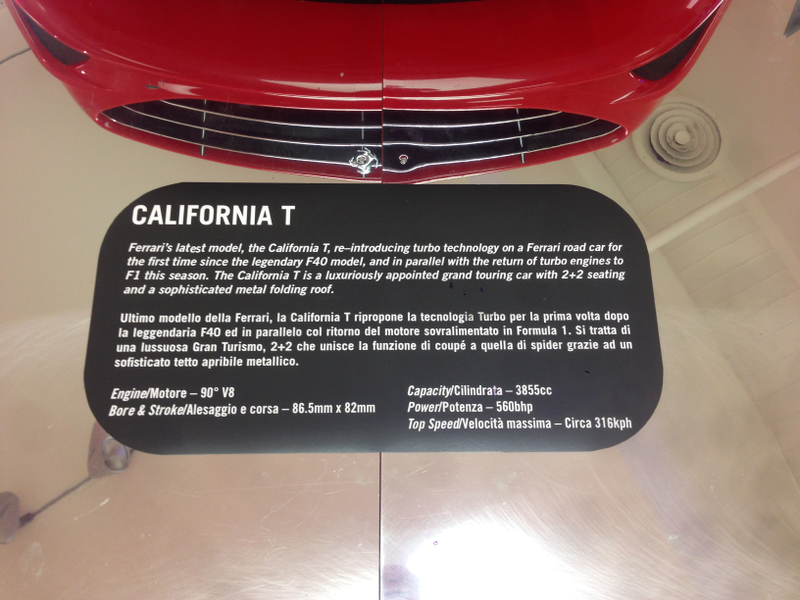 CALIFORNIA T
Ferrari's latest model, the California T, re–introducing turbo technology on a Ferrari road car for
the first time since the legendary F40 model, and in parallel with the return of turbo engines to
F1 this season. The California T is a luxuriously appointed grand touring car with 2+2 seating
and a sophisticated metal folding roof.
Ultimo modello della Ferrari, la California T ripropone la tecnologia Turbo per la prima volta dopo
la leggendaria F40 ed in parallelo col ritorno del motore sovralimentato in Formula 1. Si tratta di
una lussuosa Gran Turismo, 2+2 che unisce la funzione di coupé a quella di spider grazie ad un
sofisticato tetto apribile metallico.
Engine/Motore – 90° V8
Bore & Stroke/Alesaggio e corsa – 86.5mm x 82mm
Capacity/Cilindrata – 3855cc
Power/Potenza – 560bhp
Top Speed/Velocità massima – Circa 316kph